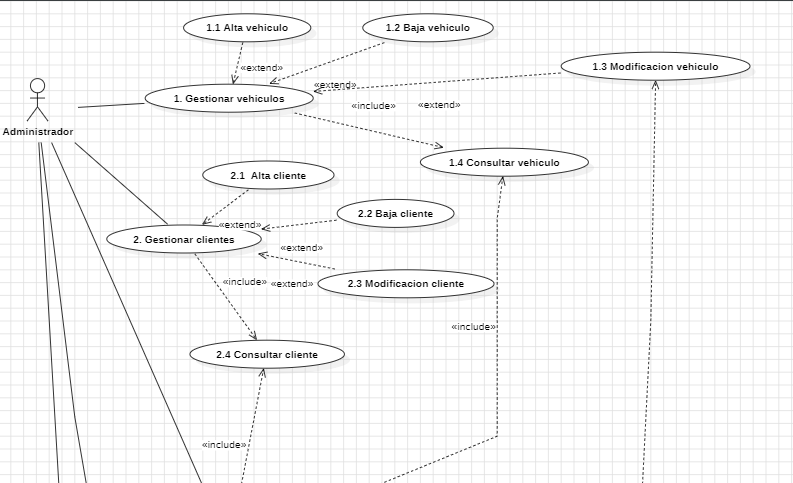 1.1 Alta vehiculo
1.2 Baja vehiculo
«extend»
1.3 Modificacion vehiculo
«extend»
1. Gestionar vehiculos
«include»
«extend»
Administrador
1.4 Consultar vehiculo
2.1 Alta cliente
2.2 Baja cliente
«extend»
2. Gestionar clientes
«extend»
«include»
«extend»
2.3 Modificacion cliente
«include»
2.4 Consultar cliente
«include»